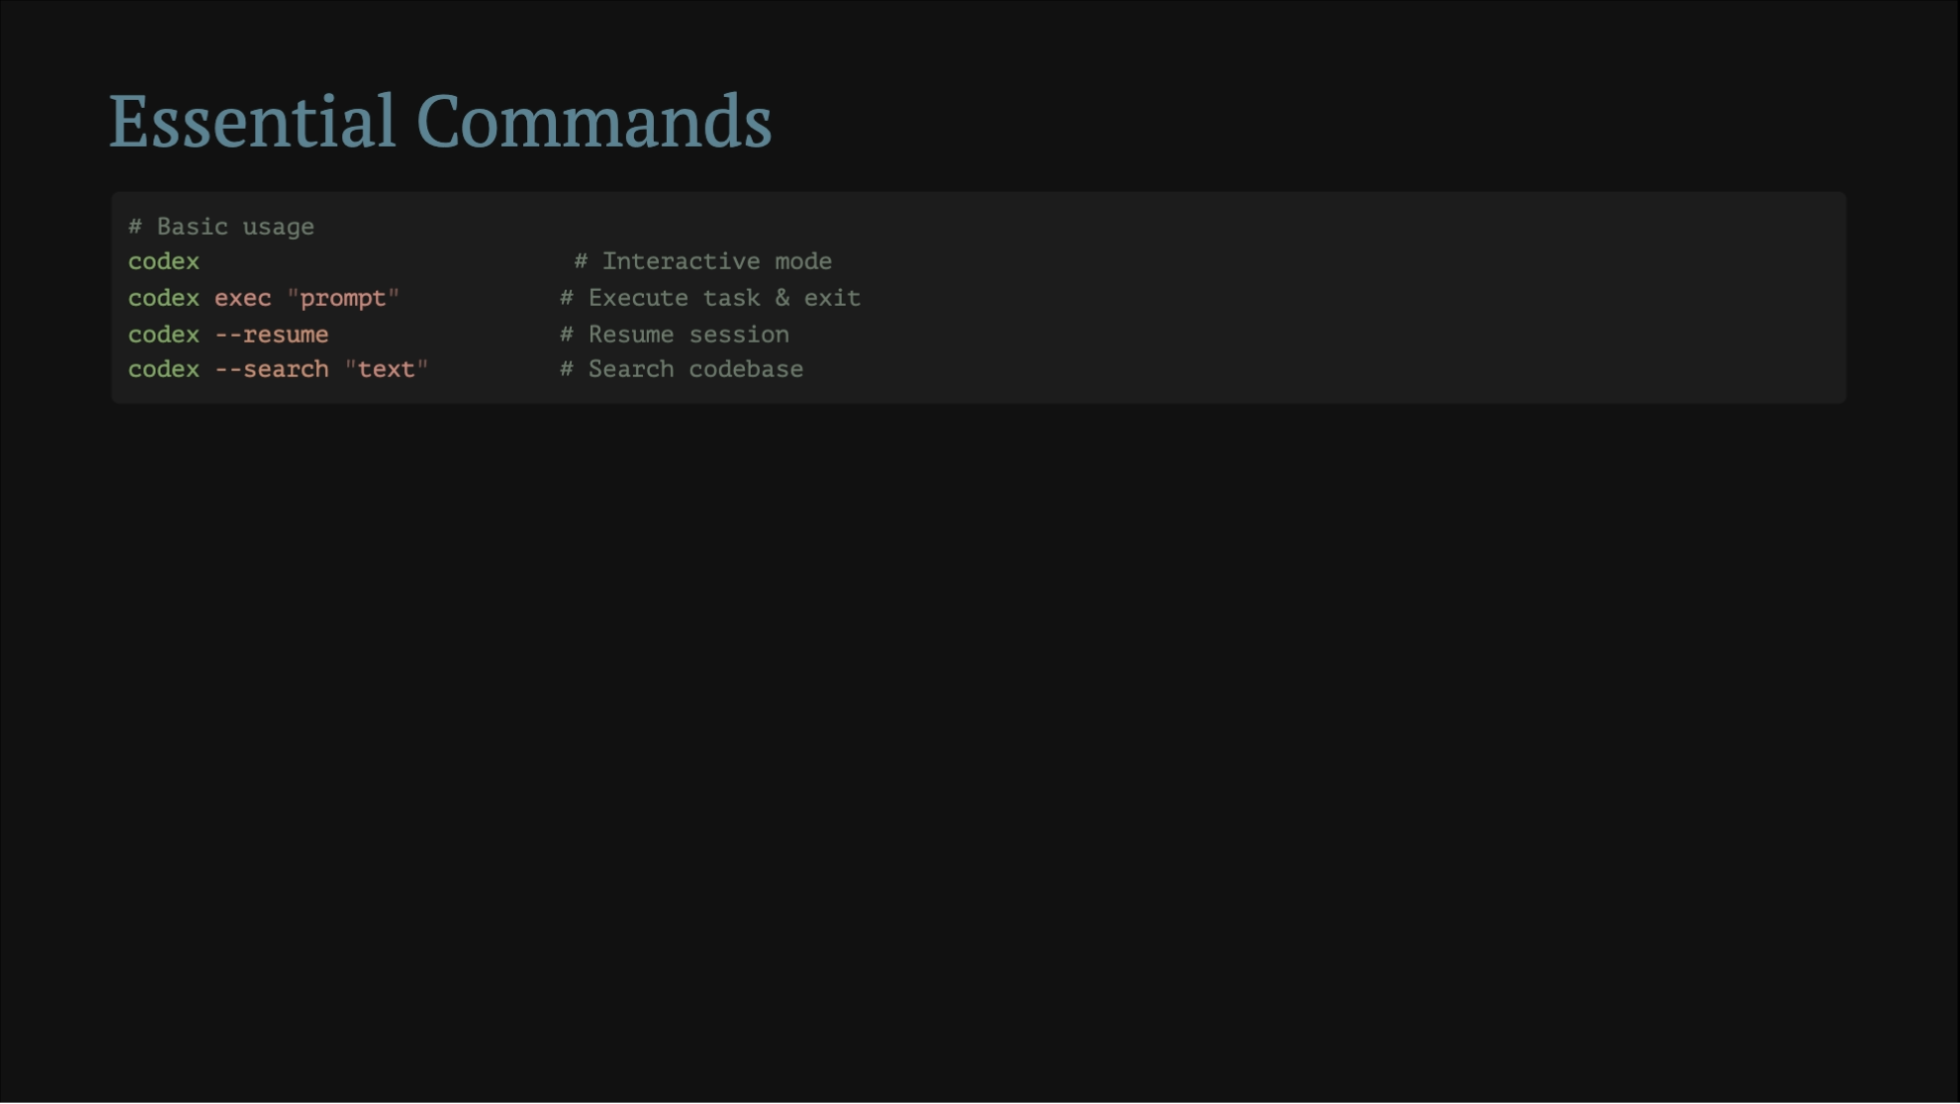 Essential Commands
# Basic usage
codex                          # Interactive mode
codex exec "prompt"           # Execute task & exit
codex --resume                # Resume session
codex --search "text"         # Search codebase